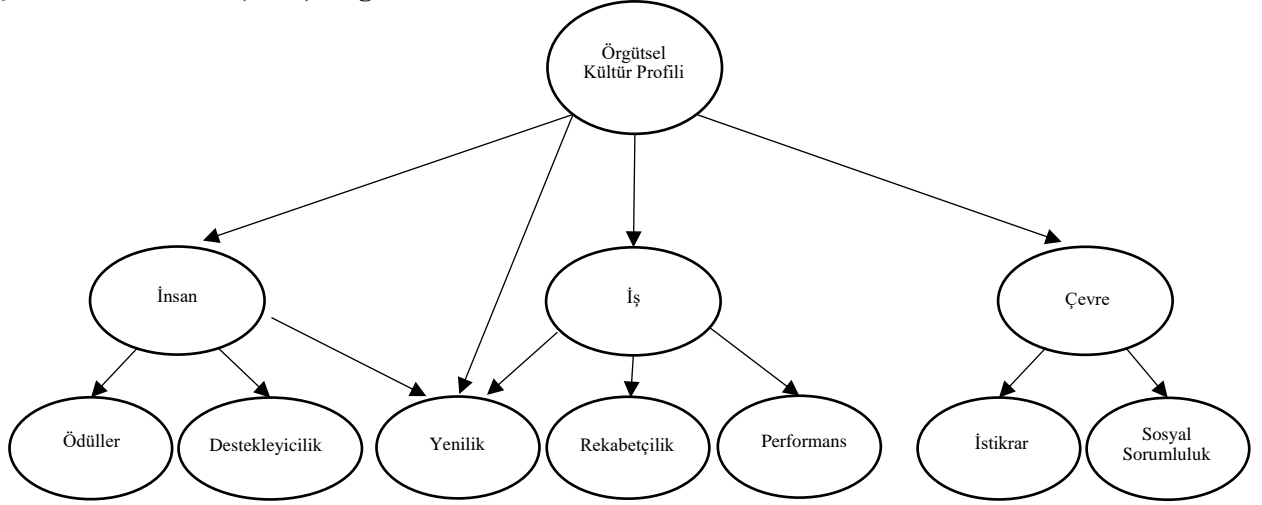 Örgütsel
Kültür Profili
İnsan
İş
Çevre
Ödüller
Destekleyicilik
Yenilik
Rekabetçilik
Performans
İstikrar
Sosyal
Sorumluluk